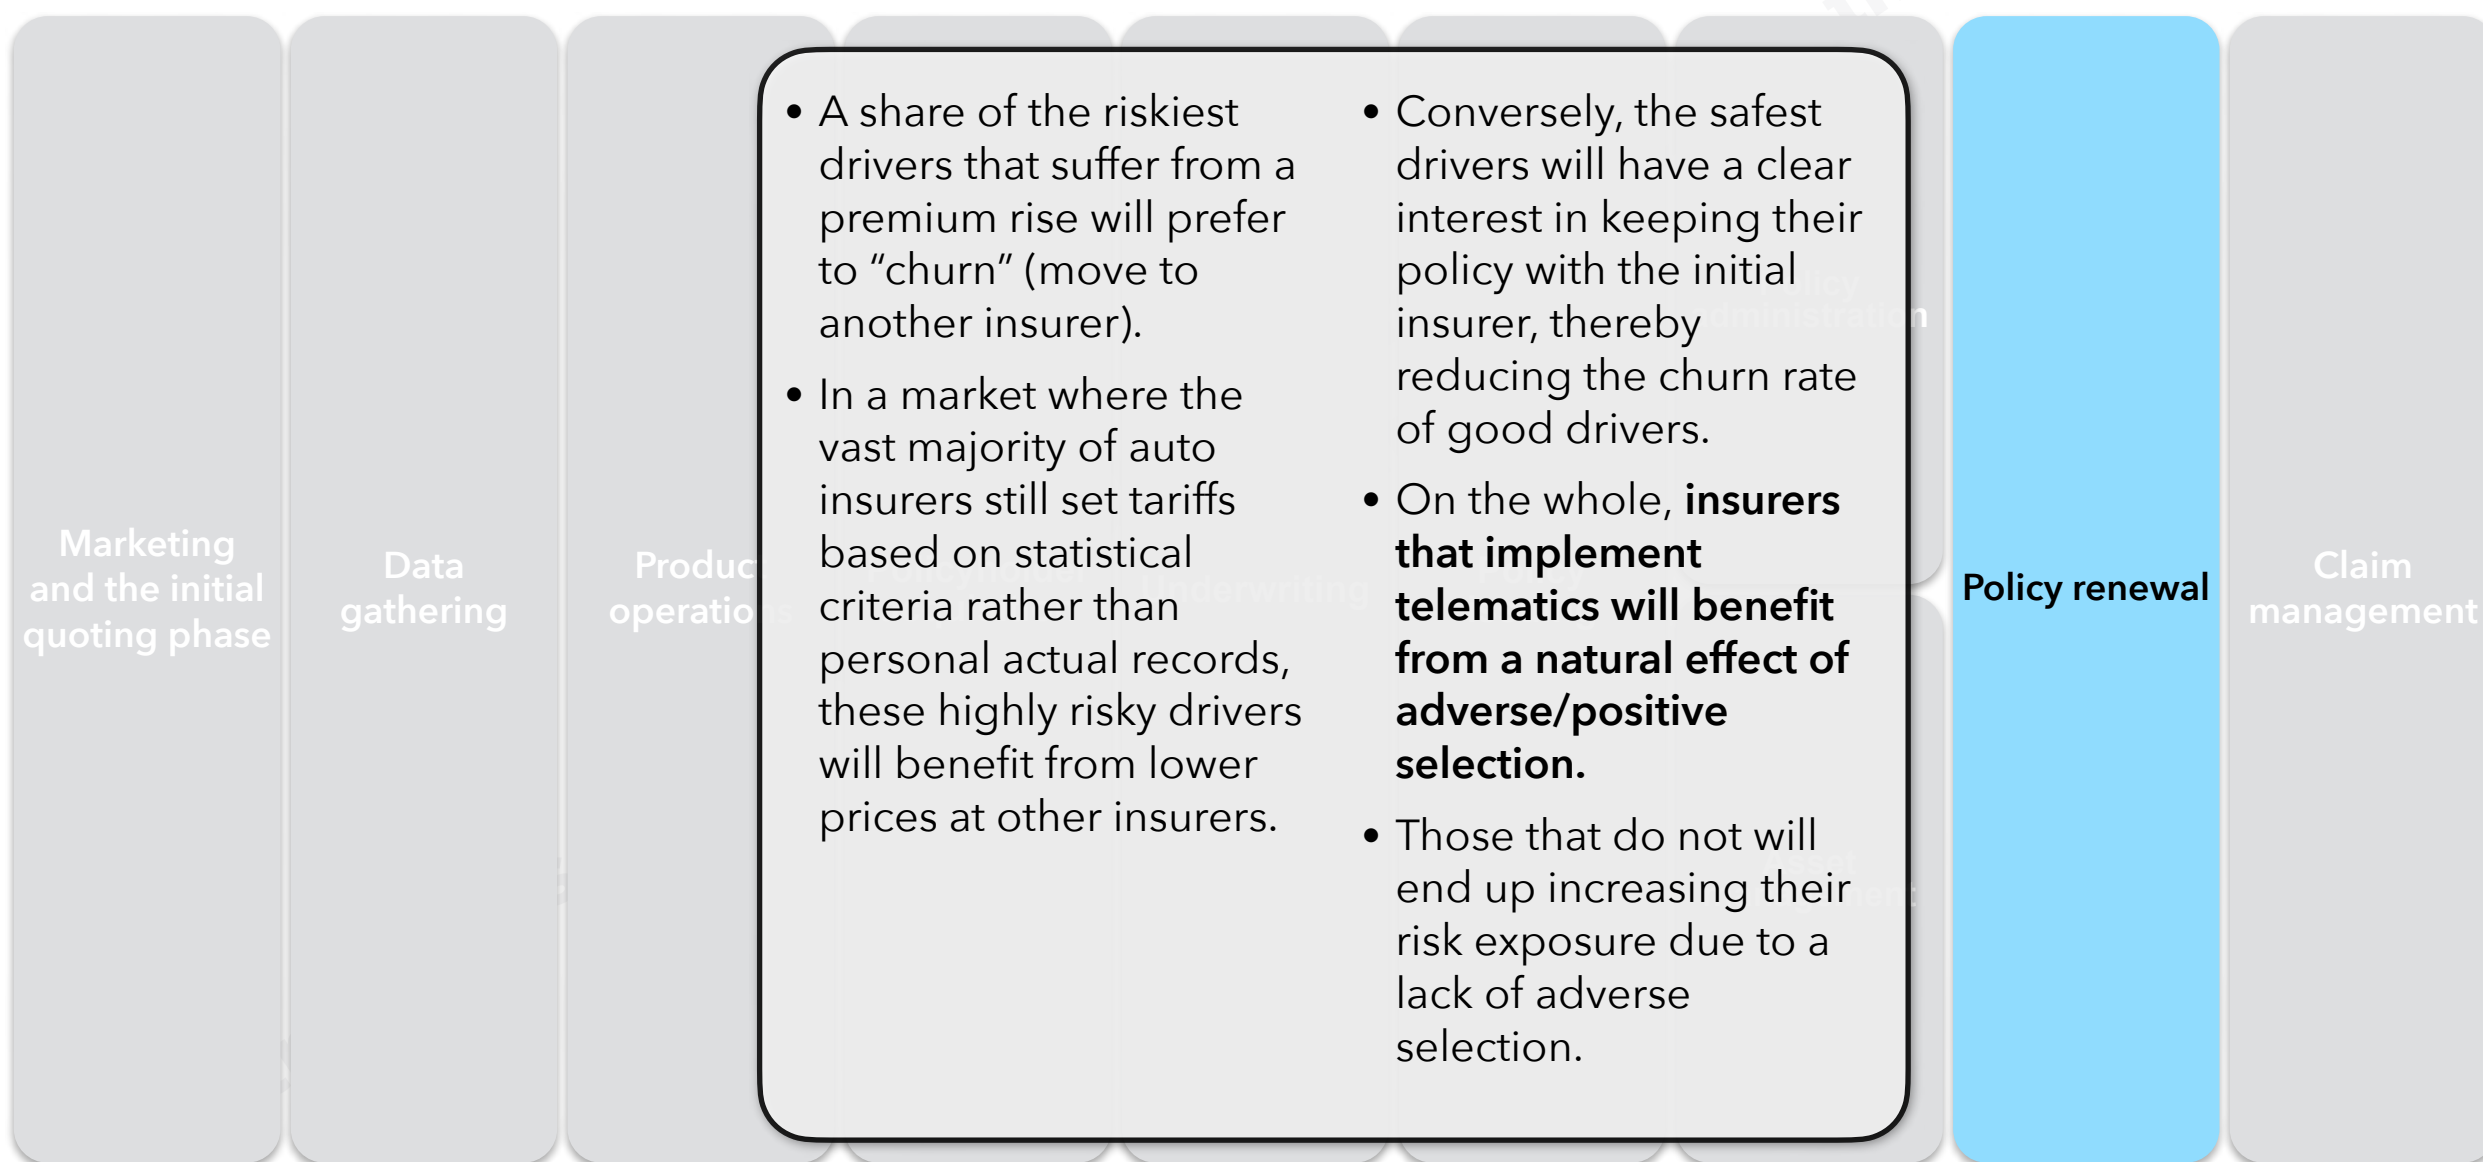 Marketing
and the initial
quoting phase
Data
gathering
Product
operations
• A share of the riskiest
drivers that suffer from a
premium rise will prefer
to “churn” (move to
another insurer).
• In a market where the
vast majority of auto
insurers still set tariffs
based on statistical
criteria rather than
personal actual records,
these highly risky drivers
will benefit from lower
prices at other insurers.
• Conversely, the safest
drivers will have a clear
interest in keeping their
policy with the initial
insurer, thereby
reducing the churn rate
of good drivers.
• On the whole, insurers
that implement
telematics will benefit
from a natural effect of
adverse/positive
selection.
• Those that do not will
end up increasing their
risk exposure due to a
lack of adverse
selection.
Underwriting
Policy
administration
Asset
Policy renewal
Claim
management